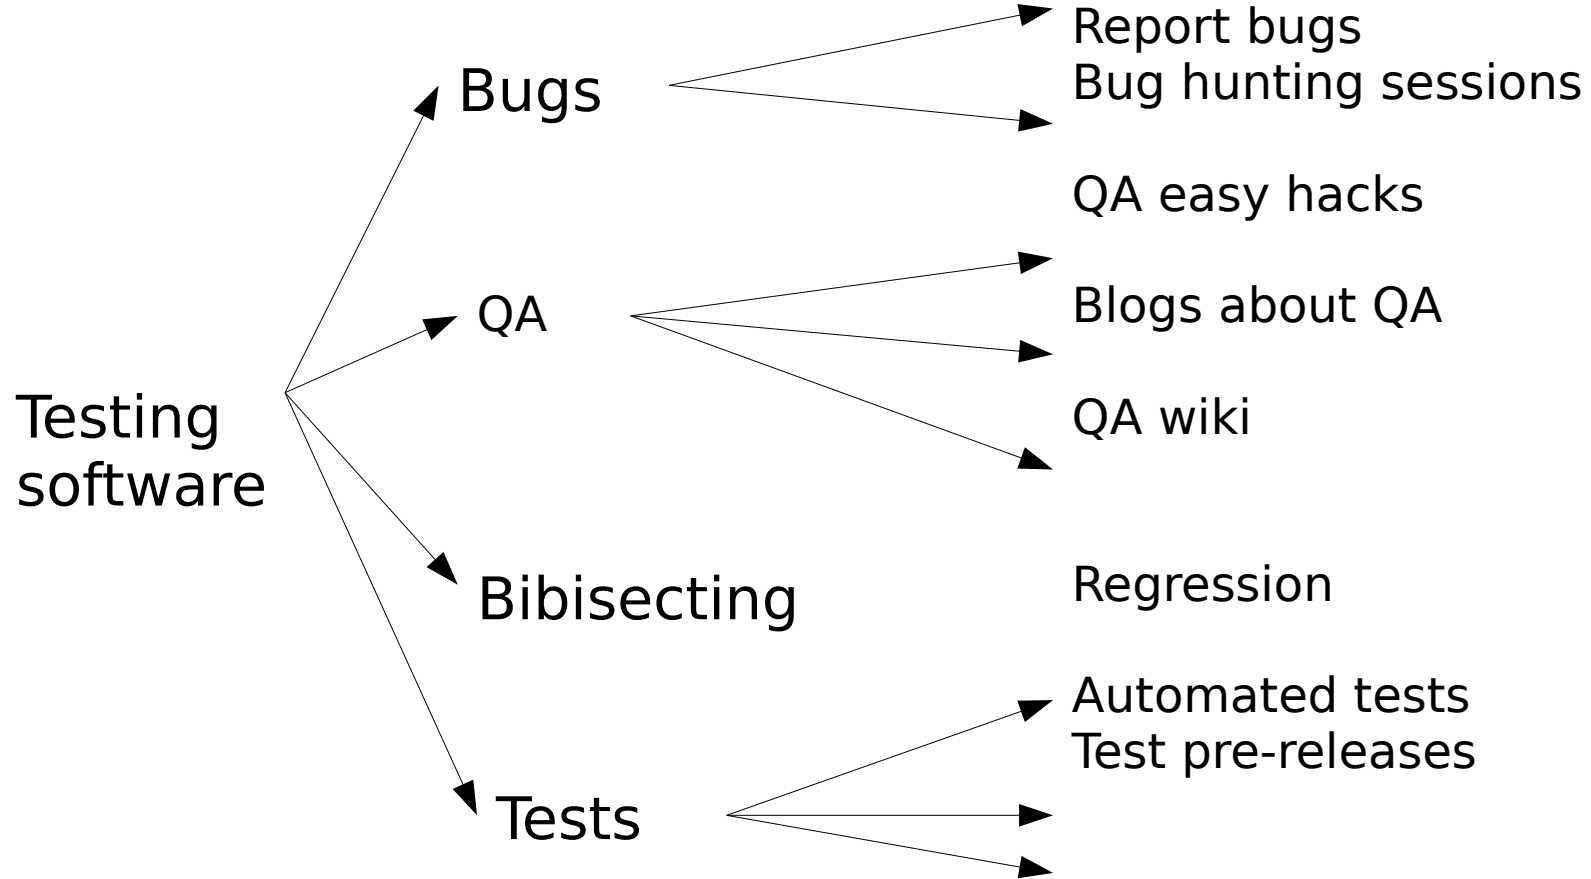 Testing
software
Bugs
QA
Bibisecting
Tests
Report bugs
Bug hunting sessions
QA easy hacks
Blogs about QA
QA wiki
Regression
Automated tests
Test pre-releases